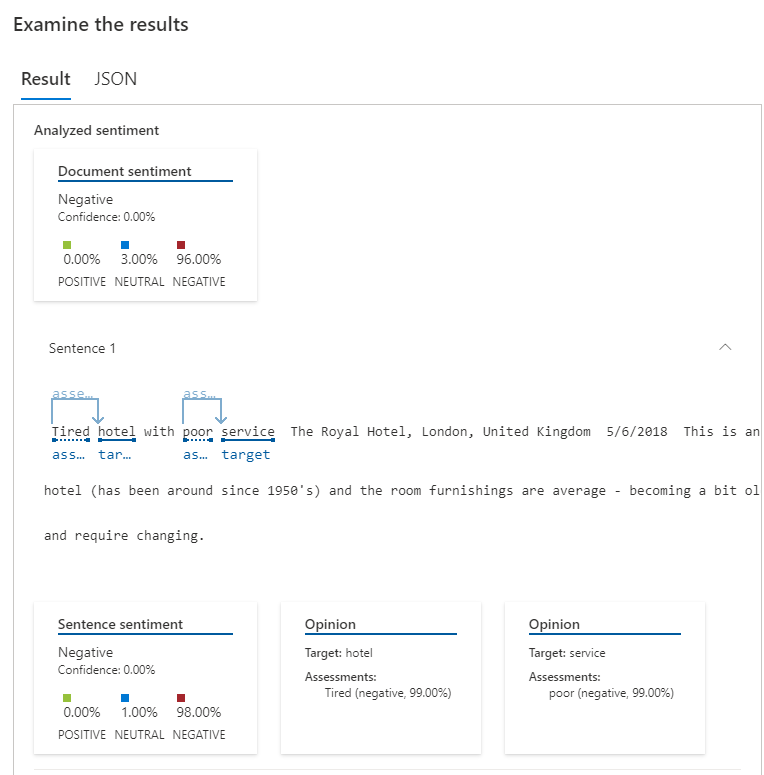 Examine the results
Result JSON
Analyzed sentiment
Document sentiment
Negative
Confidence: 0.00%
0.00% 3.00% 96.00%
POSITIVE NEUTRAL NEGATIVE
Sentence 1
asse... ass...
Tired hotel with poor service The Royal Hotel, London, United Kingdom 5/6/2018 This is an
ass... tar... as... target
hotel (has been around since 1950's) and the room furnishings are average - becoming a bit ol
and require changing.
Sentence sentiment
Negative
Confidence: 0.00%
0.00% 1.00% 98.00%
POSITIVE NEUTRAL NEGATIVE
Opinion
Target: hotel
Assessments:
Tired (negative, 99.00%)
Opinion
Target: service
Assessments:
poor (negative, 99.00%)